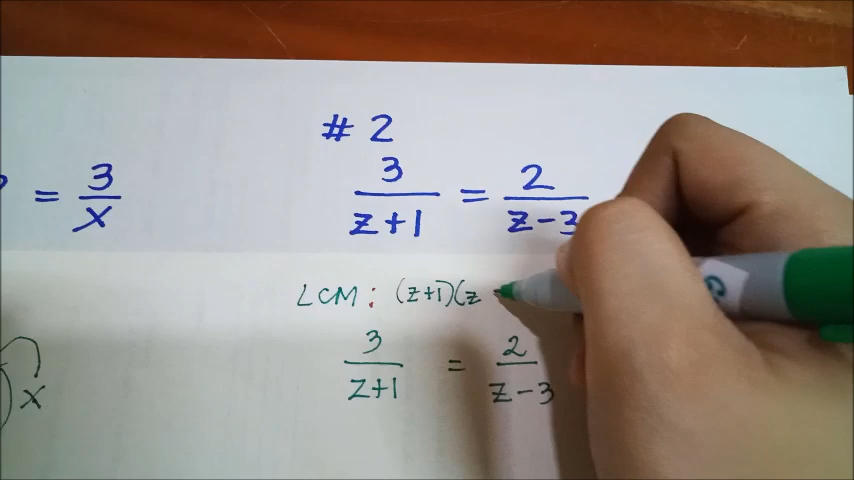 # 2
= 3/x
3/(z+1) = 2/(z-3)
LCM: (z+1)(z -
3/(z+1) = 2/(z-3)
) x